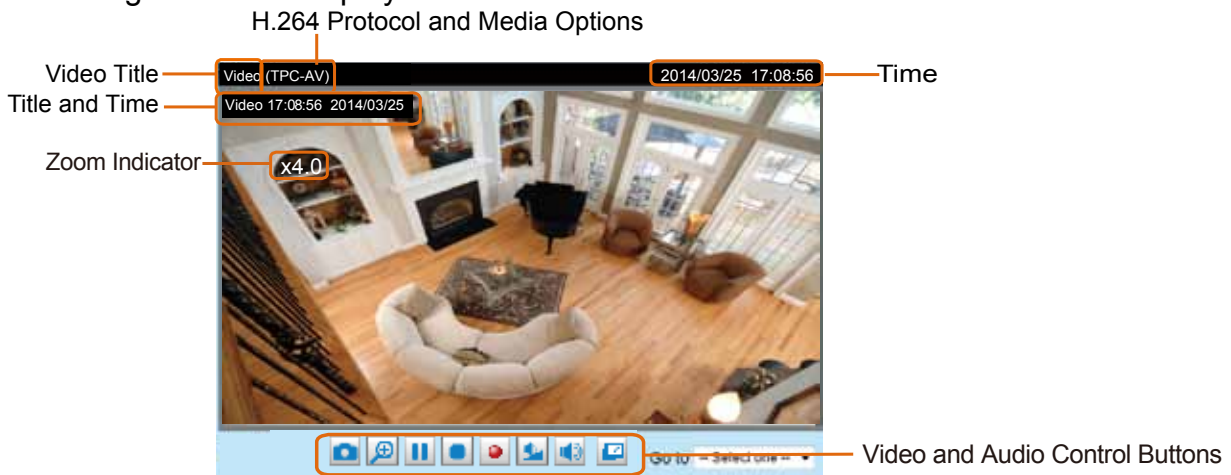 H.264 Protocol and Media Options
Video Title
Video (TPC-AV)
2014/03/25 17:08:56
Time
Title and Time
Video 17:08:56 2014/03/25
Zoom Indicator
x4.0
Go to -- Select one --
Video and Audio Control Buttons